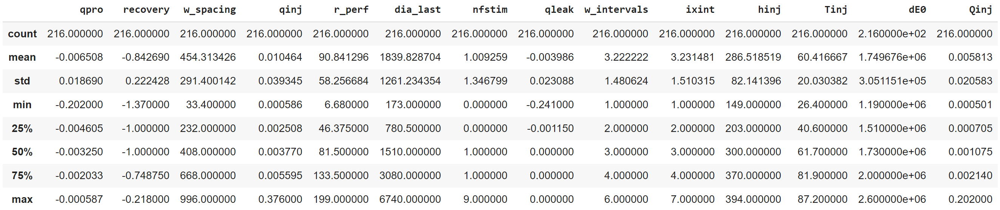 qpro recovery w_spacing qinj r_perf dia_last nfstim qleak w_intervals ixint hinj Tinj dE0 Qinj
count 216.000000 216.000000 216.000000 216.000000 216.000000 216.000000 216.000000 216.000000 216.000000 216.000000 216.000000 216.000000 2.160000e+02 216.000000
mean -0.006508 -0.842690 454.313426 0.010464 90.841296 1839.828704 1.009259 -0.003986 3.222222 3.231481 286.518519 60.416667 1.749676e+06 0.005813
std 0.018690 0.222428 291.400142 0.039345 58.256684 1261.234354 1.346799 0.023088 1.480624 1.510315 82.141396 20.030382 3.051151e+05 0.020583
min -0.202000 -1.370000 33.400000 0.000586 6.680000 173.000000 0.000000 -0.241000 1.000000 1.000000 149.000000 26.400000 1.190000e+06 0.000501
25% -0.004605 -1.000000 232.000000 0.002508 46.375000 780.500000 0.000000 -0.001150 2.000000 2.000000 203.000000 40.600000 1.510000e+06 0.000705
50% -0.003250 -1.000000 408.000000 0.003770 81.500000 1510.000000 1.000000 0.000000 3.000000 3.000000 300.000000 61.700000 1.730000e+06 0.001075
75% -0.002033 -0.748750 668.000000 0.005595 133.500000 3080.000000 1.000000 0.000000 4.000000 4.000000 370.000000 81.900000 2.000000e+06 0.002140
max -0.000587 -0.218000 996.000000 0.376000 199.000000 6740.000000 9.000000 0.000000 6.000000 7.000000 394.000000 87.200000 2.600000e+06 0.202000